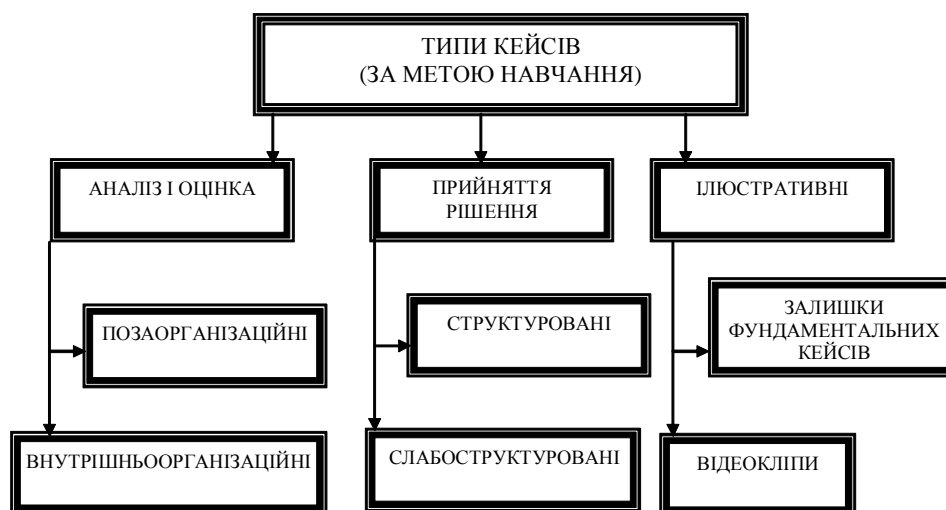 ТИПИ КЕЙСІВ
(ЗА МЕТОЮ НАВЧАННЯ)
АНАЛІЗ І ОЦІНКА
ПРИЙНЯТТЯ
РІШЕННЯ
ІЛЮСТРАТИВНІ
ПОЗАОРГАНІЗАЦІЙНІ
СТРУКТУРОВАНІ
ЗАЛИШКИ
ФУНДАМЕНТАЛЬНИХ
КЕЙСІВ
ВНУТРІШНЬООРГАНІЗАЦІЙНІ
СЛАБОСТРУКТУРОВАНІ
ВІДЕОКЛІПИ